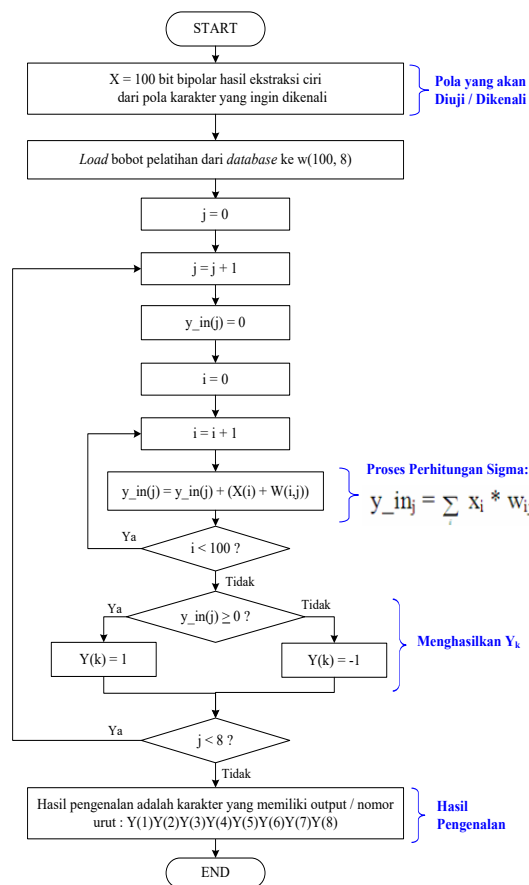 START
X = 100 bit bipolar hasil ekstraksi ciri
dari pola karakter yang ingin dikenali
Pola yang akan
Diuji / Dikenali
Load bobot pelatihan dari database ke w(100, 8)
j = 0
j = j + 1
y_in(j) = 0
i = 0
i = i + 1
Proses Perhitungan Sigma:
y_in(j) = y_in(j) + (X(i) + W(i,j))
y_inj = ∑i xi * wij
Ya
i < 100 ?
Tidak
Ya
y_in(j) ≥ 0 ?
Tidak
Y(k) = 1
Y(k) = -1
Menghasilkan Yk
Ya
j < 8 ?
Tidak
Hasil pengenalan adalah karakter yang memiliki output / nomor
urut : Y(1)Y(2)Y(3)Y(4)Y(5)Y(6)Y(7)Y(8)
Hasil
Pengenalan
END